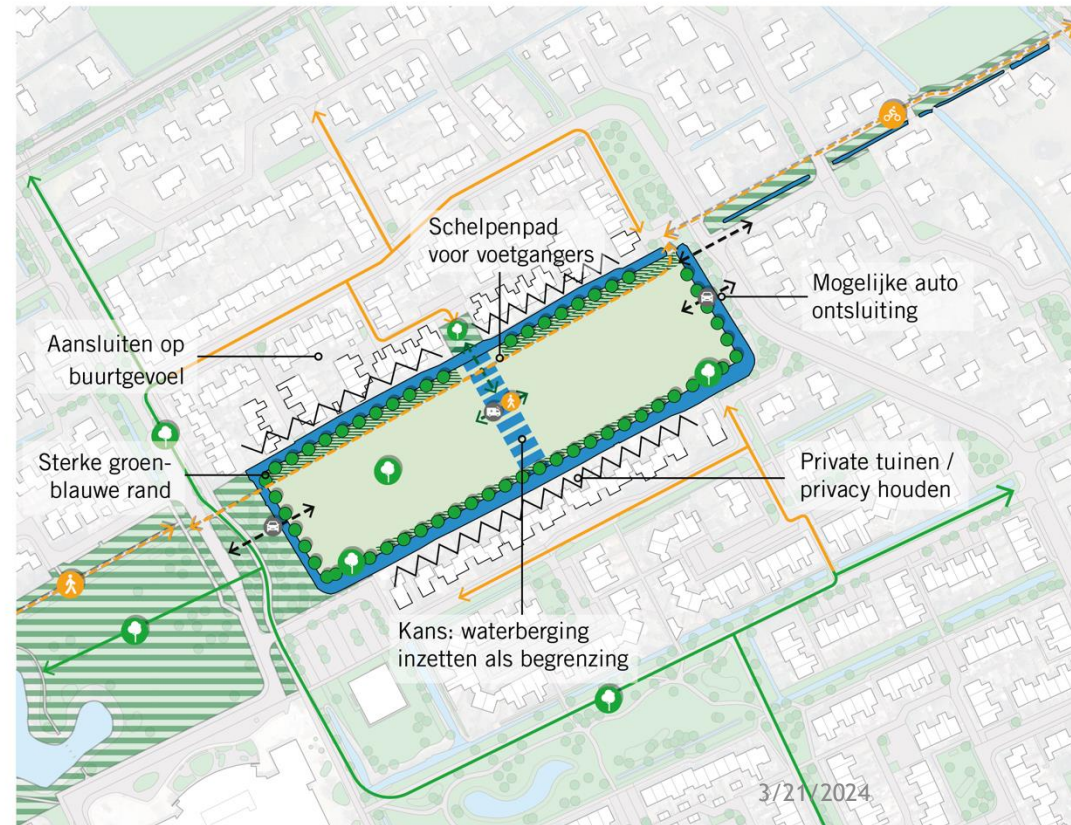 Schelpenpad
voor voetgangers
Mogelijke auto
ontsluiting
Aansluiten op
buurtgevoel
Sterke groen-
blauwe rand
Private tuinen /
privacy houden
Kans: waterberging
inzetten als begrenzing
3/21/2024